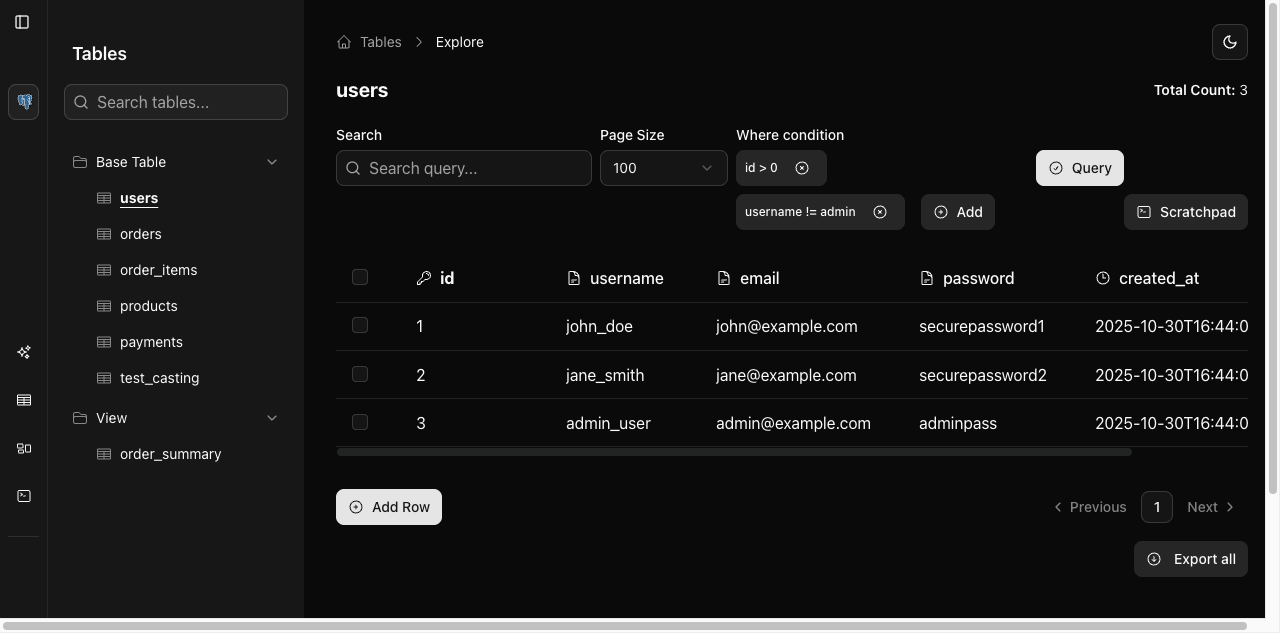 Tables
Search tables...
Base Table
users
orders
order_items
products
payments
test_casting
View
order_summary
Tables > Explore
users
Total Count: 3
Search
Page Size
Where condition
Search query...
100
id > 0
Query
username != admin
Add
Scratchpad
id username email password created_at
1 john_doe john@example.com securepassword1 2025-10-30T16:44:0
2 jane_smith jane@example.com securepassword2 2025-10-30T16:44:0
3 admin_user admin@example.com adminpass 2025-10-30T16:44:0
Add Row
Previous 1 Next
Export all